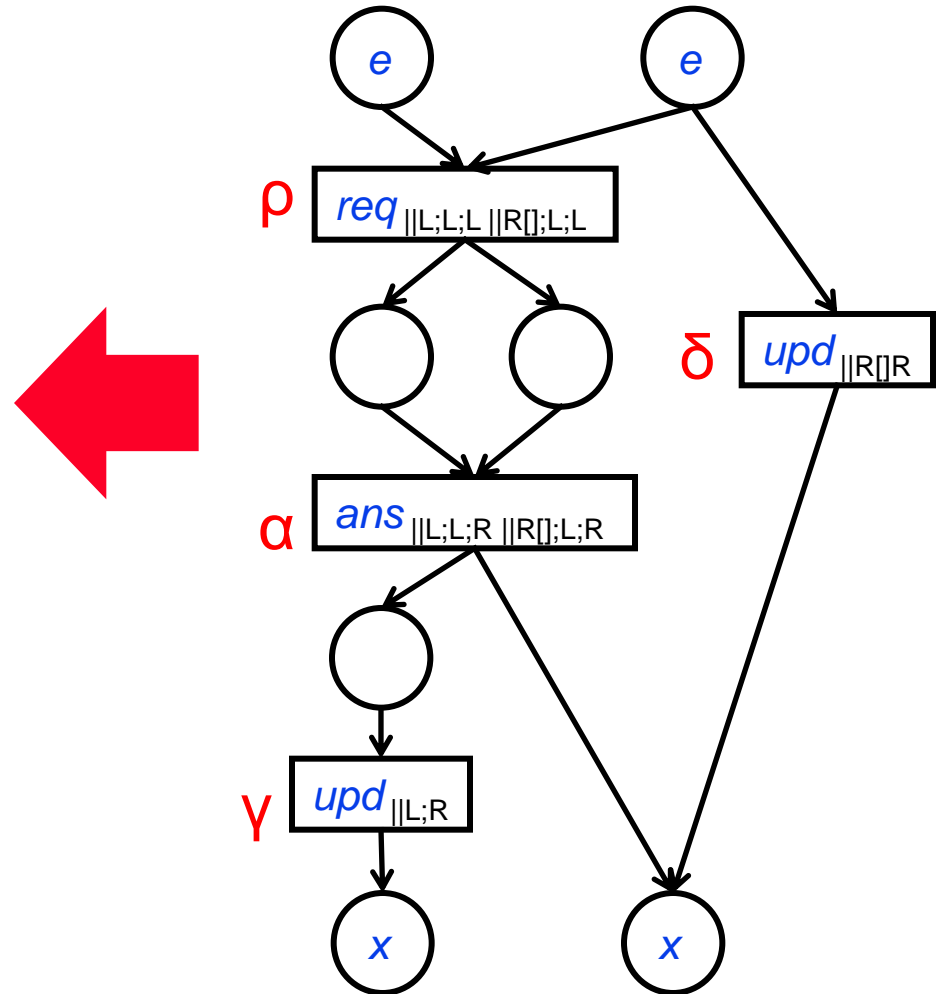 e e
ρ req ||L;L;L ||R[];L;L
δ upd ||R[]R
α ans ||L;L;R ||R[];L;R
γ upd ||L;R
x x